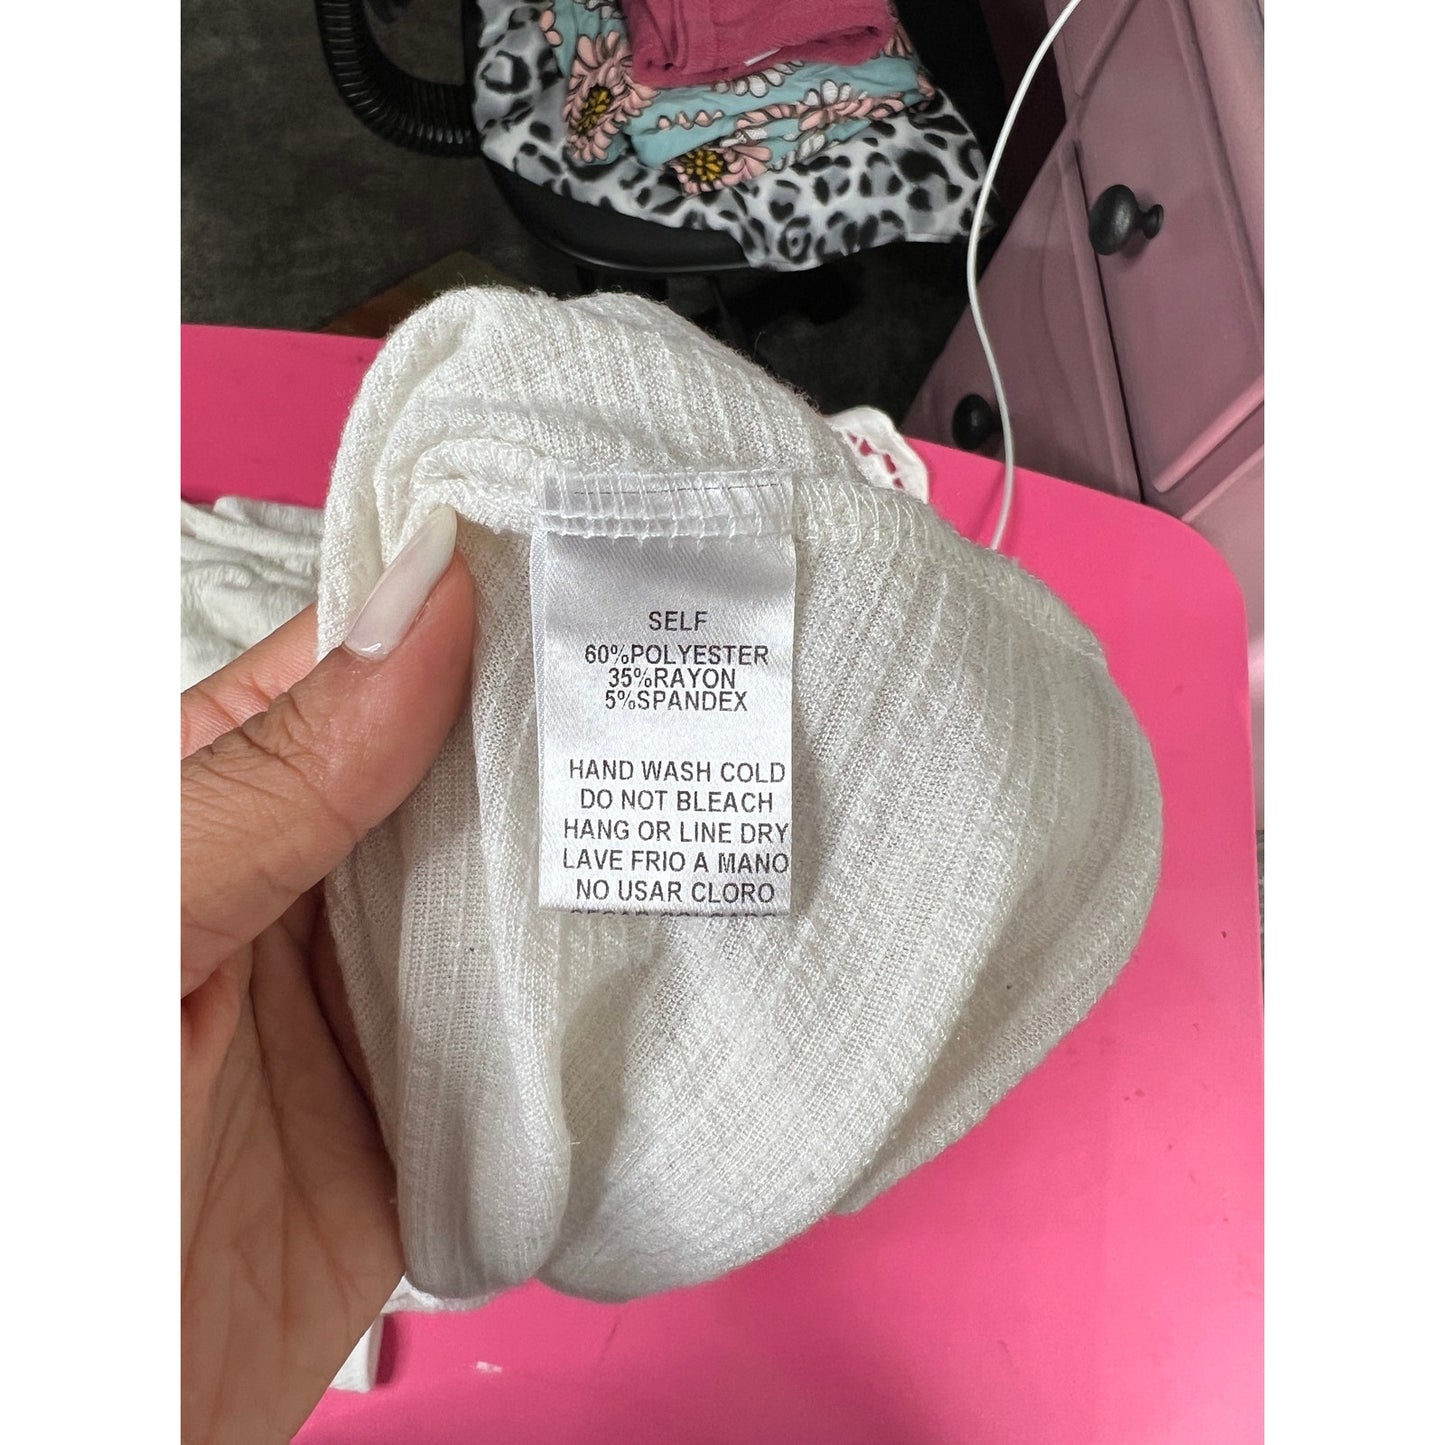 SELF
60%POLYESTER
35%RAYON
5%SPANDEX
HAND WASH COLD
DO NOT BLEACH
HANG OR LINE DRY
LAVE FRIO A MANO
NO USAR CLORO